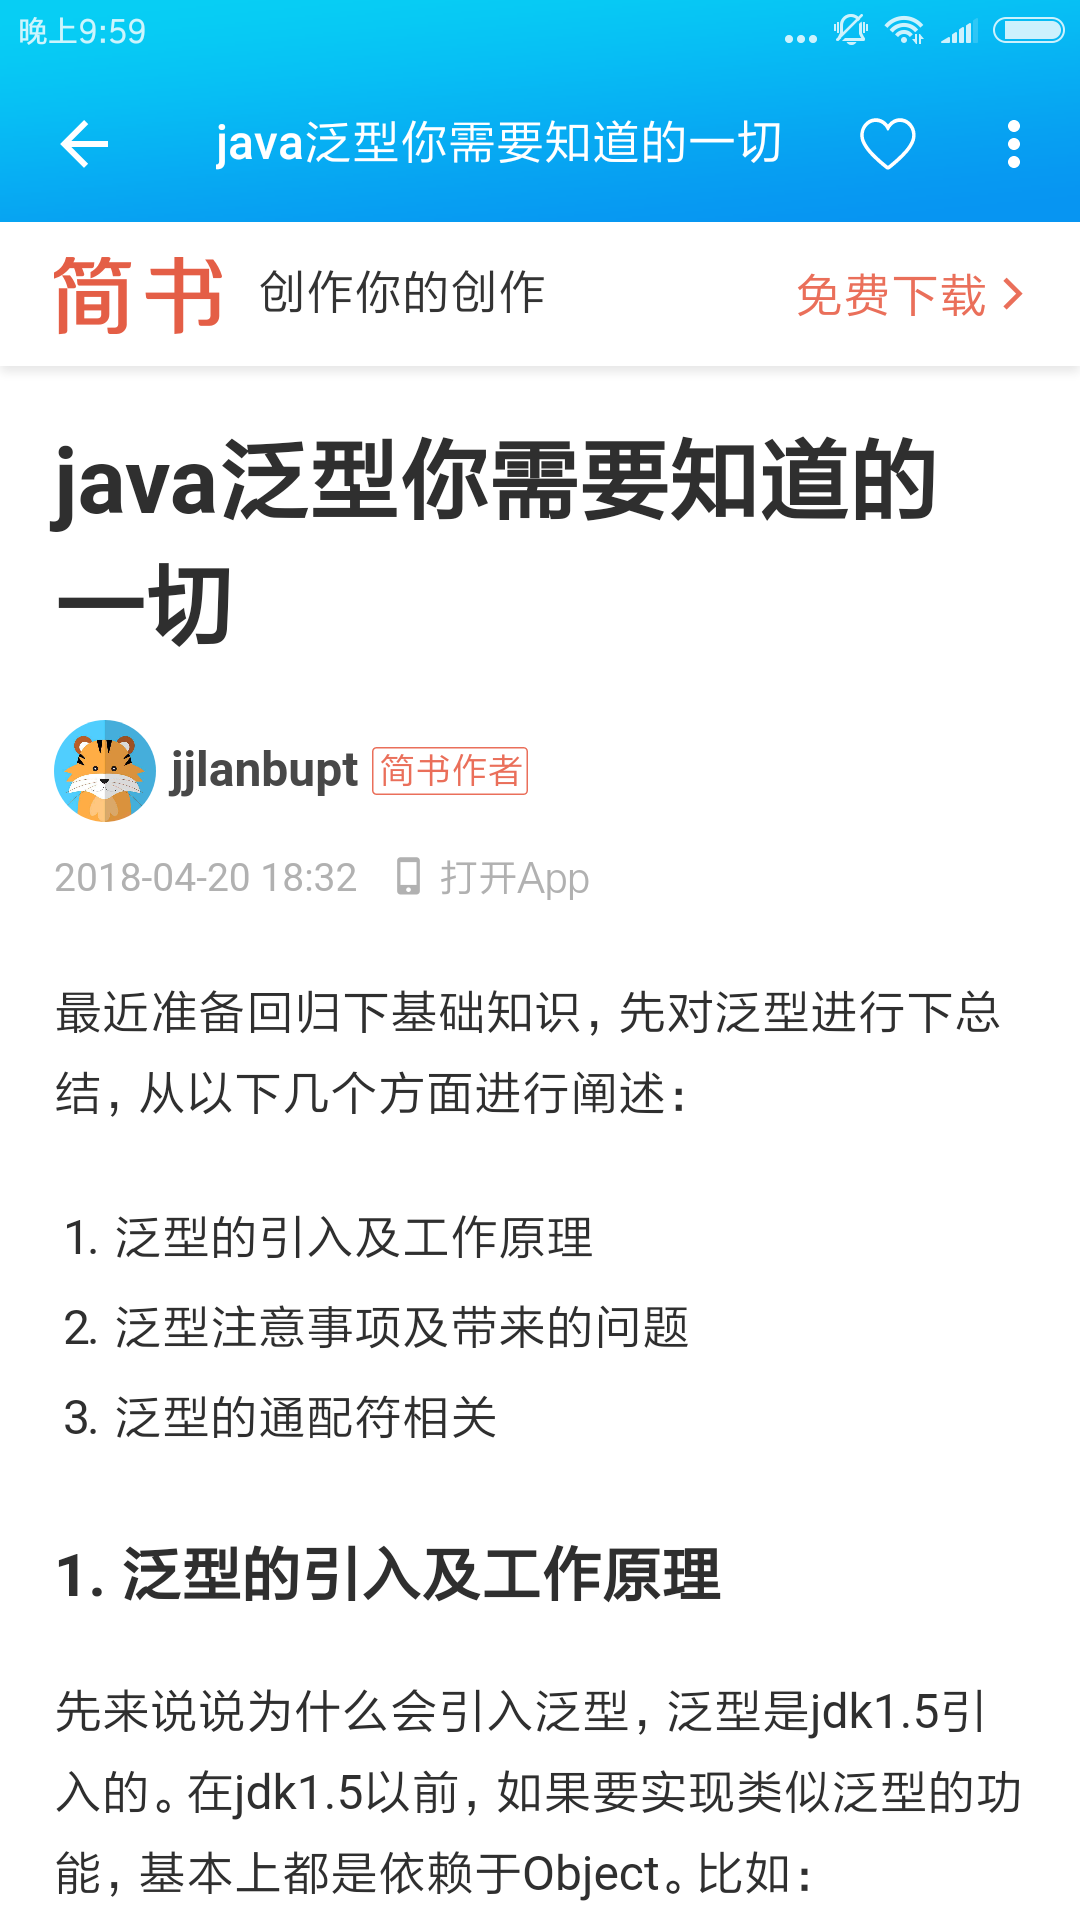 晚上9:59
java泛型你需要知道的一切
简书 创作你的创作 免费下载
java泛型你需要知道的
一切
jjlanbupt 简书作者
2018-04-20 18:32 打开App
最近准备回归下基础知识，先对泛型进行下总
结，从以下几个方面进行阐述：
1. 泛型的引入及工作原理
2. 泛型注意事项及带来的问题
3. 泛型的通配符相关
1. 泛型的引入及工作原理
先来说说为什么会引入泛型，泛型是jdk1.5引
入的。在jdk1.5以前，如果要实现类似泛型的功
能，基本上都是依赖于Object。比如：